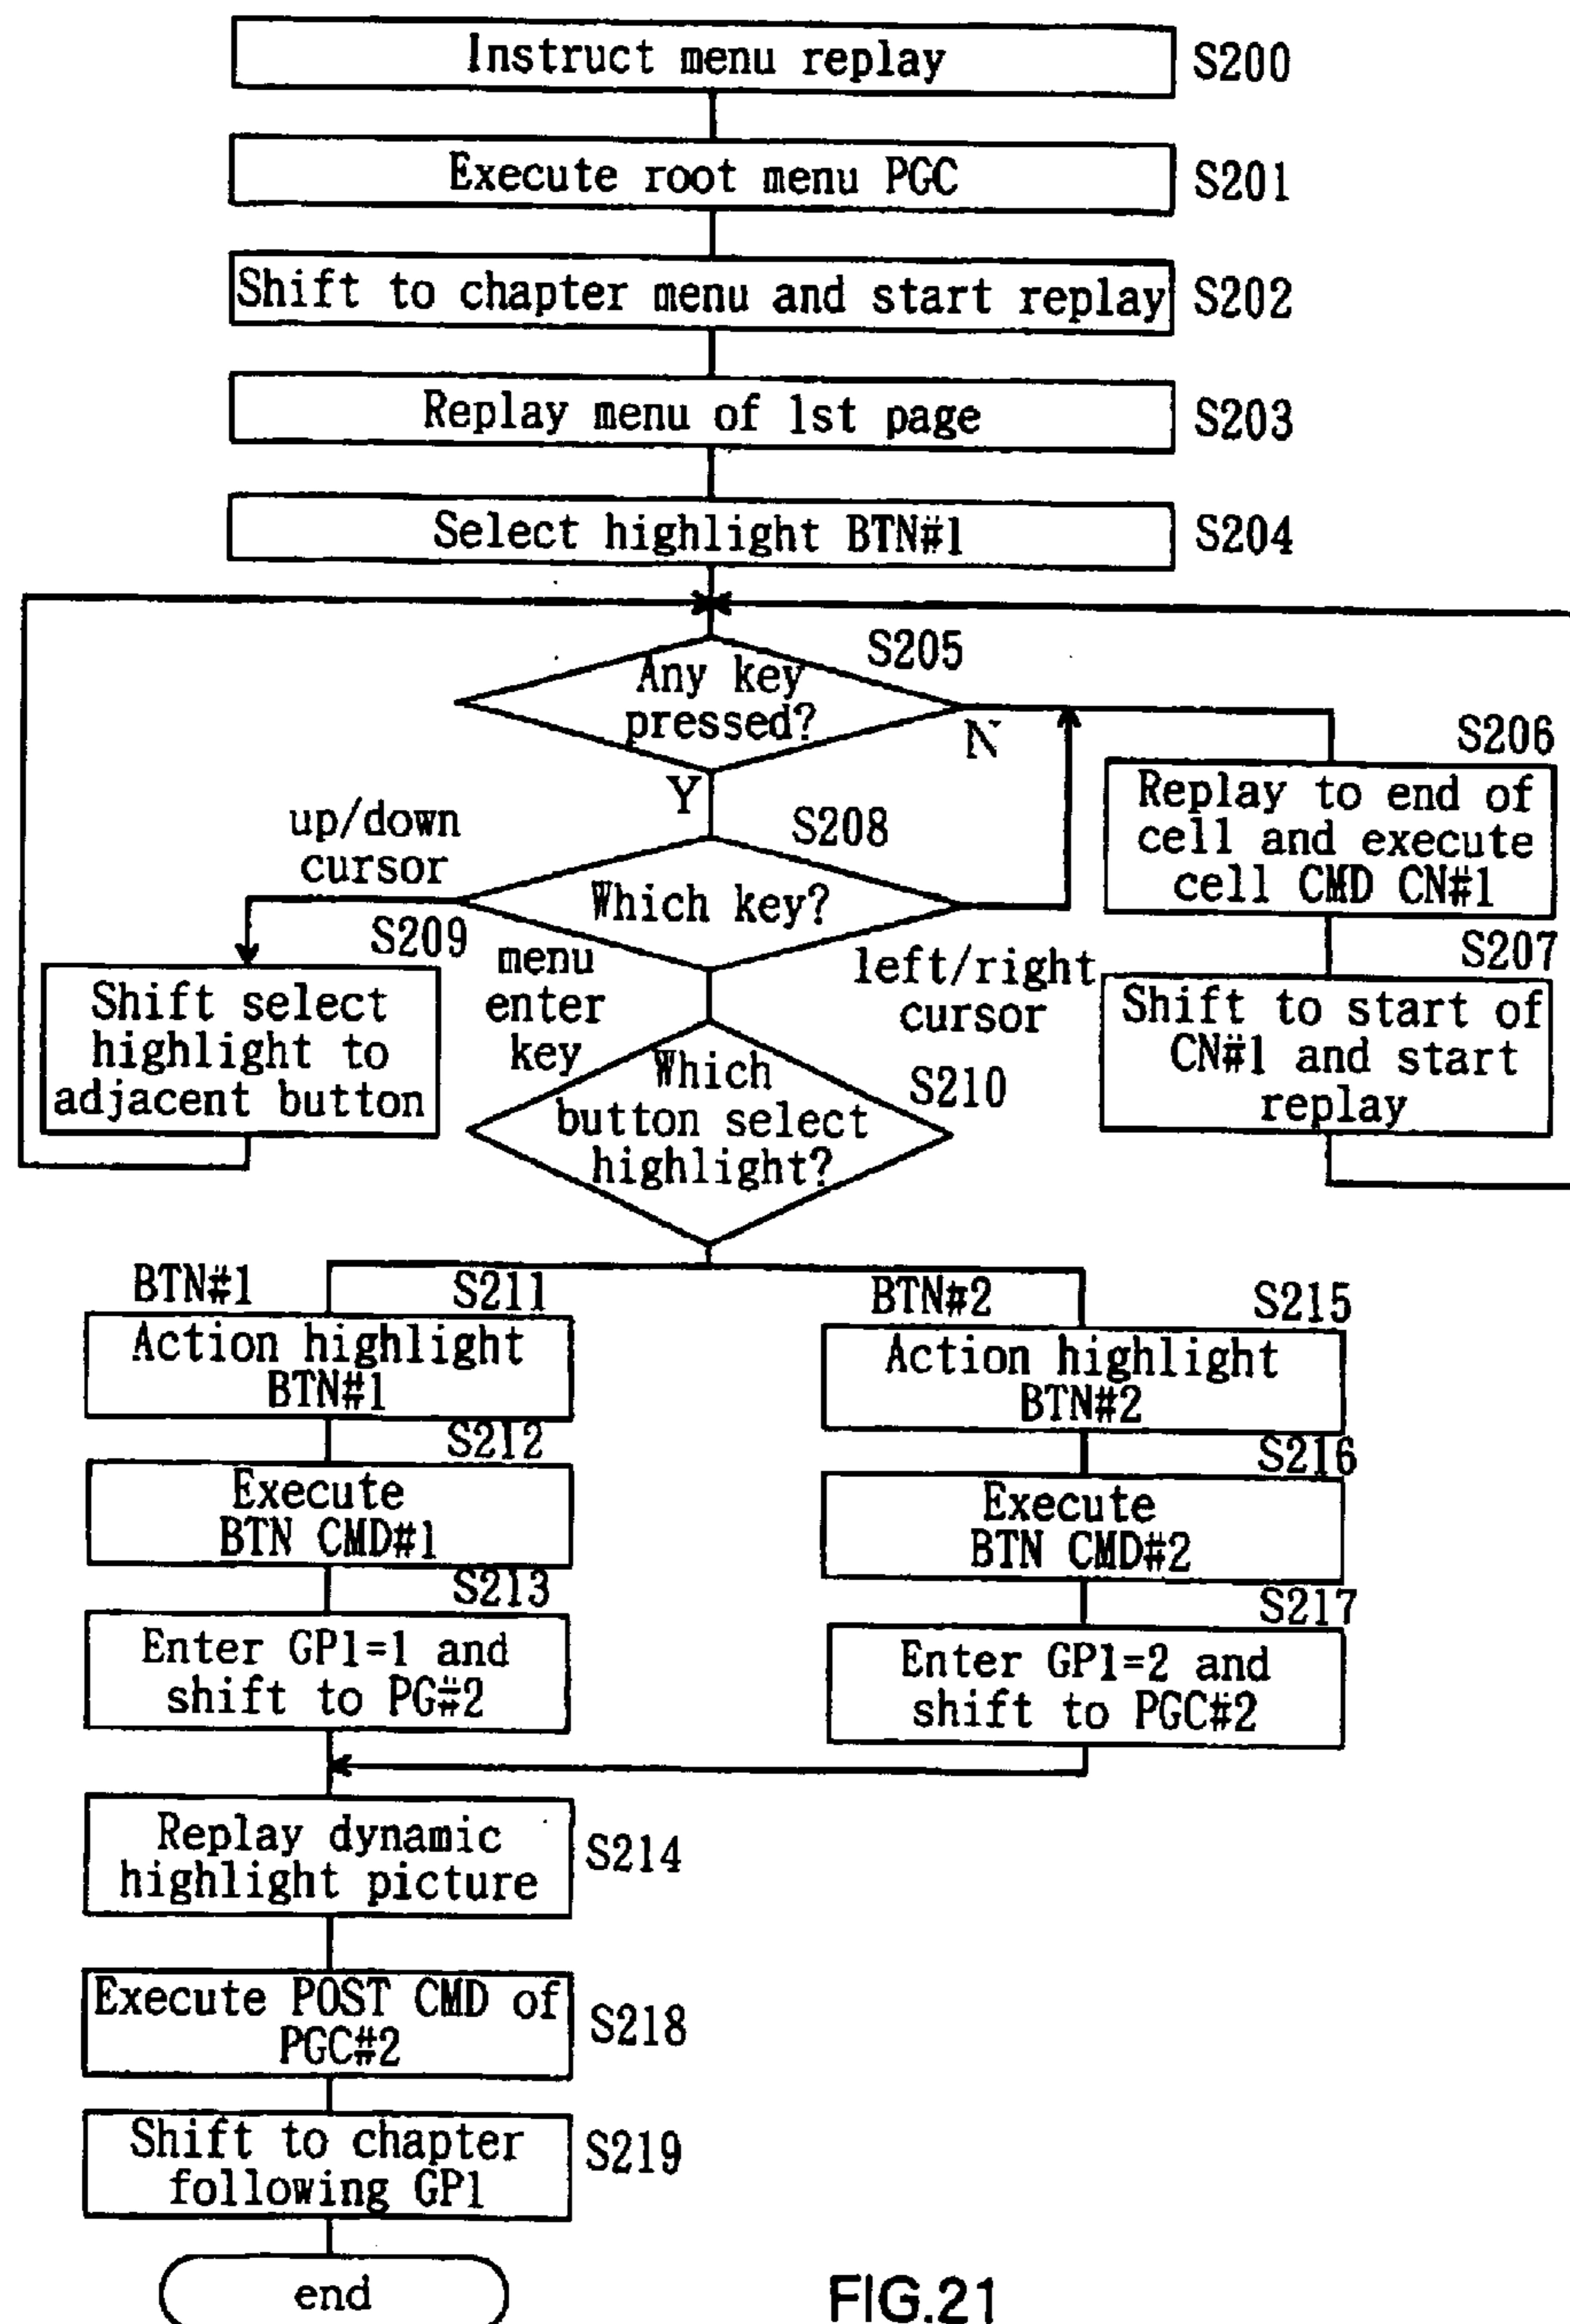 Instruct menu replay
S200
Execute root menu PGC
S201
Shift to chapter menu and start replay
S202
Replay menu of 1st page
S203
Select highlight BTN#1
S204
S205
Any key
pressed?
N
Y
S206
Replay to end of
cell and execute
cell CMD CN#1
S207
Shift to start of
CN#1 and start
replay
up/down
cursor
S208
Which key?
S209
Shift select
highlight to
adjacent button
menu
enter
key
left/right
cursor
S210
Which
button select
highlight?
BTN#1
S211
Action highlight
BTN#1
S212
Execute
BTN CMD#1
S213
Enter GP1=1 and
shift to PG#2
BTN#2
S215
Action highlight
BTN#2
S216
Execute
BTN CMD#2
S217
Enter GP1=2 and
shift to PGC#2
Replay dynamic
highlight picture
S214
Execute POST CMD of
PGC#2
S218
Shift to chapter
following GP1
S219
end
FIG.21